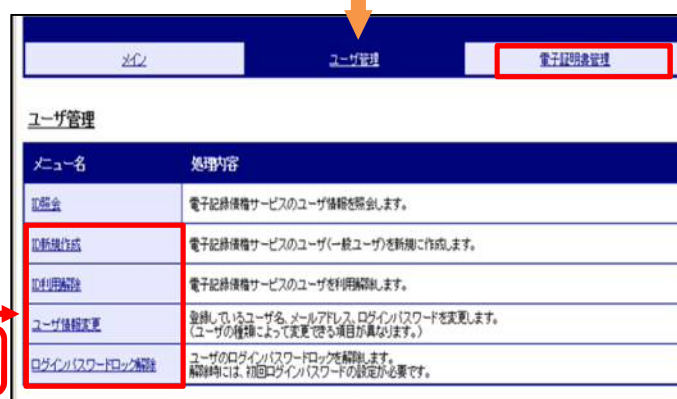 メイン ユーザ管理 電子証明書管理
ユーザ管理
メニュー名 処理内容
ID照会 電子記録債権サービスのユーザ情報を照会します。
ID新規作成 電子記録債権サービスのユーザ(一般ユーザ)を新規に作成します。
ID利用解除 電子記録債権サービスのユーザを利用解除します。
ユーザ情報変更 登録しているユーザ名、メールアドレス、ログインパスワードを変更します。
(ユーザの種類によって変更できる項目が異なります。)
ログインパスワードロック解除 ユーザのログインパスワードロックを解除します。
解除時には、初回ログインパスワードの設定が必要です。